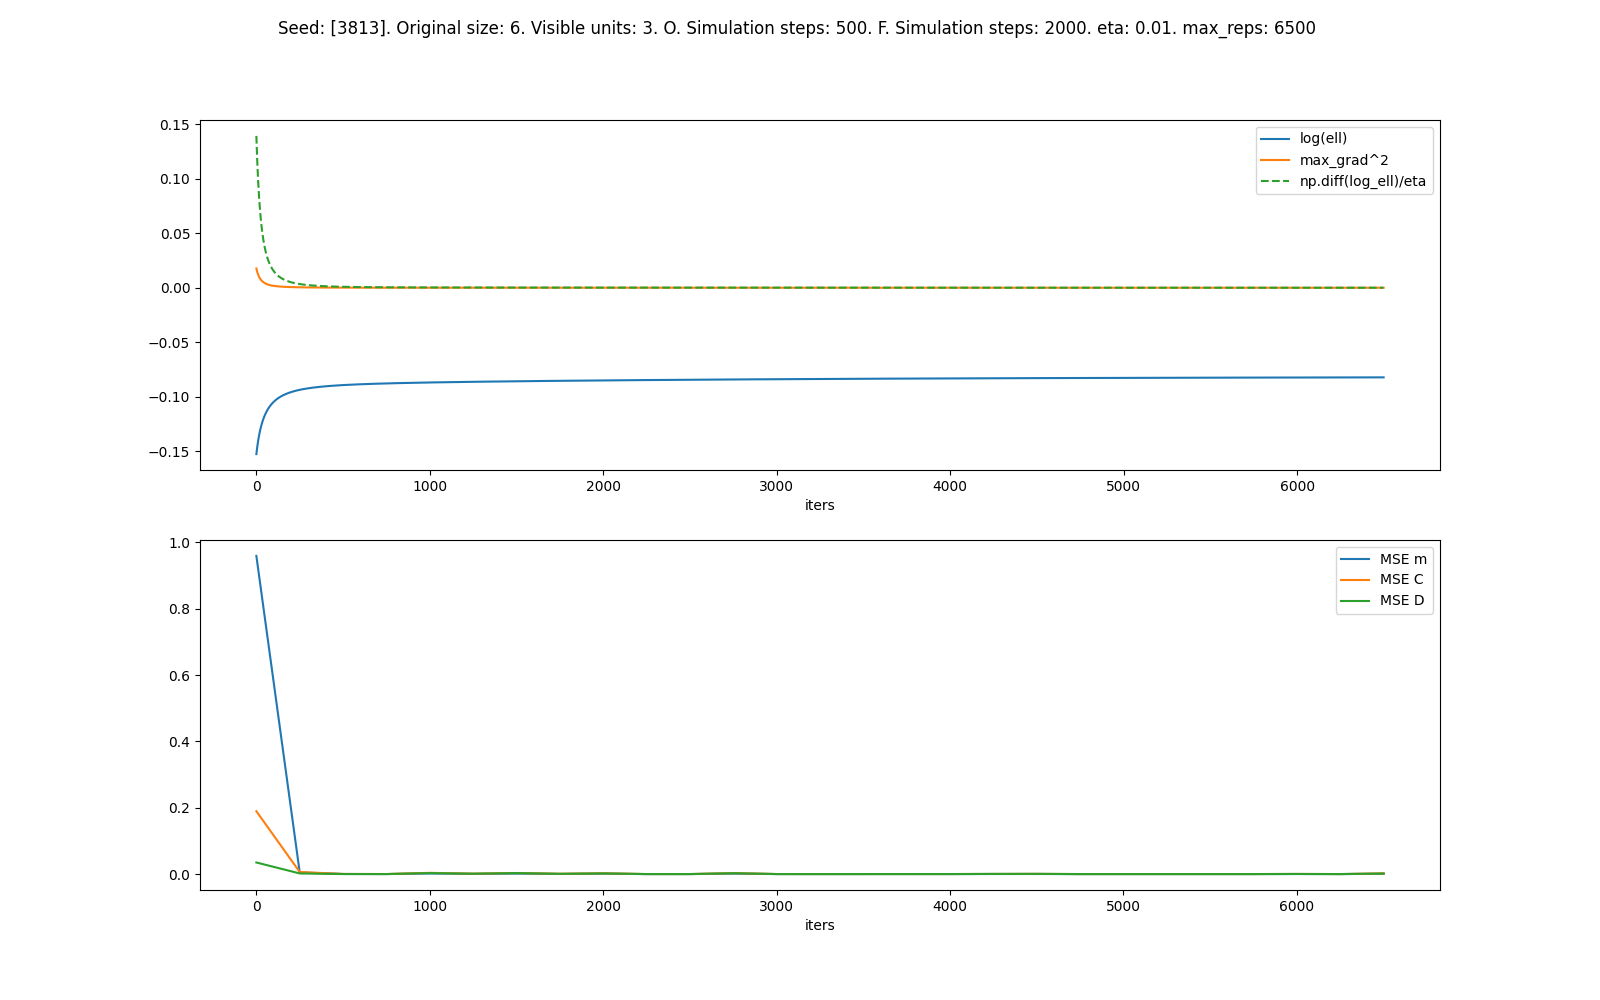 Seed: [3813]. Original size: 6. Visible units: 3. O. Simulation steps: 500. F. Simulation steps: 2000. eta: 0.01. max_reps: 6500
0.15
0.10
0.05
0.00
−0.05
−0.10
−0.15
log(ell)
max_grad^2
np.diff(log_ell)/eta
0 1000 2000 3000 4000 5000 6000
iters
1.0
0.8
0.6
0.4
0.2
0.0
MSE m
MSE C
MSE D
0 1000 2000 3000 4000 5000 6000
iters